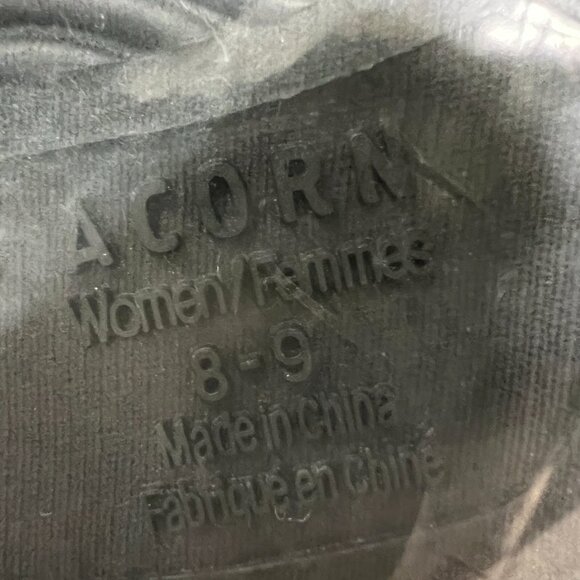 ACORN
Women/Femmes
8-9
Made in China
Fabriqué en Chine